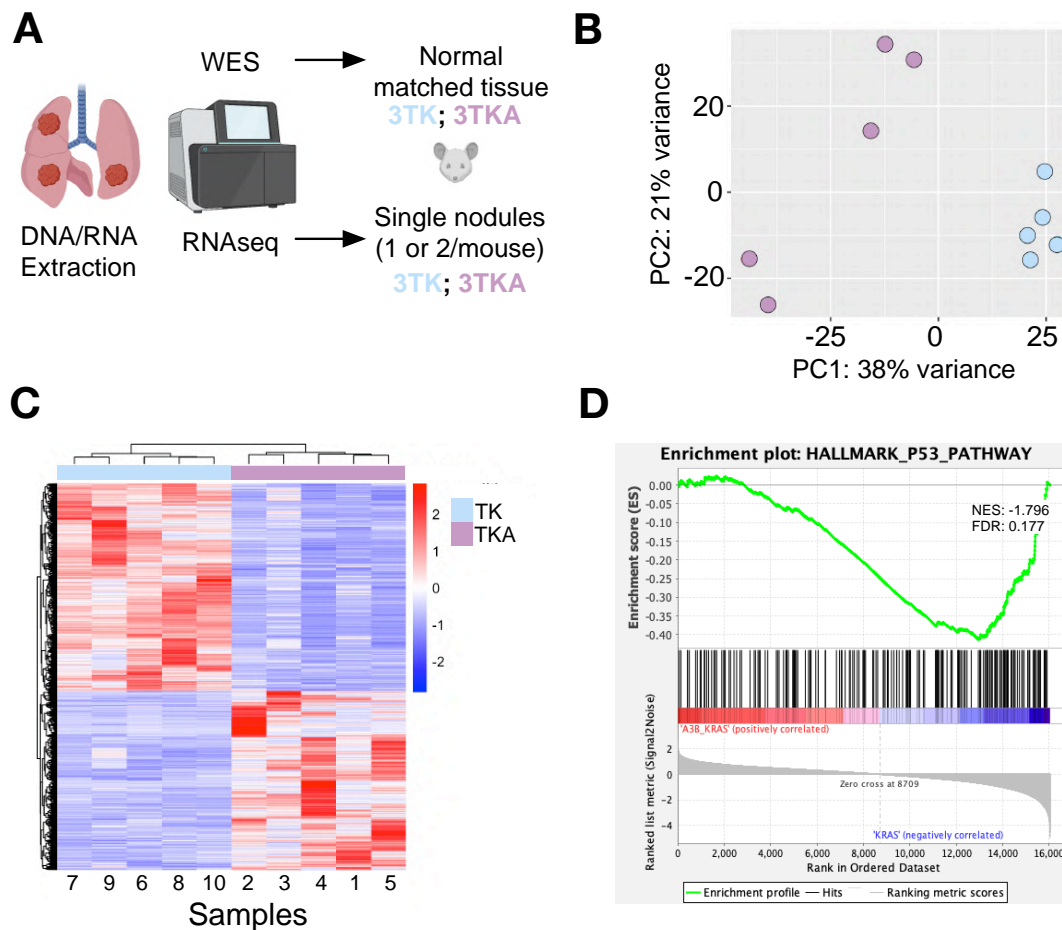 A
WES
Normal
matched tissue
3TK; 3TKA
DNA/RNA
Extraction
RNAseq
Single nodules
(1 or 2/mouse)
3TK; 3TKA
B
PC2: 21% variance
20
0
-20
-25
0
25
PC1: 38% variance
C
TK
TKA
2
1
0
-1
-2
7 9 6 8 10 2 3 4 1 5
Samples
D
Enrichment plot: HALLMARK_P53_PATHWAY
Enrichment score (ES)
0.00
-0.05
-0.10
-0.15
-0.20
-0.25
-0.30
-0.35
-0.40
NES: -1.796
FDR: 0.177
'A3B_KRAS' (positively correlated)
Ranked list metric (Signal2Noise)
2
0
-2
-4
Zero cross at 8709
'KRAS' (negatively correlated)
0 2,000 4,000 6,000 8,000 10,000 12,000 14,000 16,000
Rank in Ordered Dataset
Enrichment profile Hits Ranking metric scores